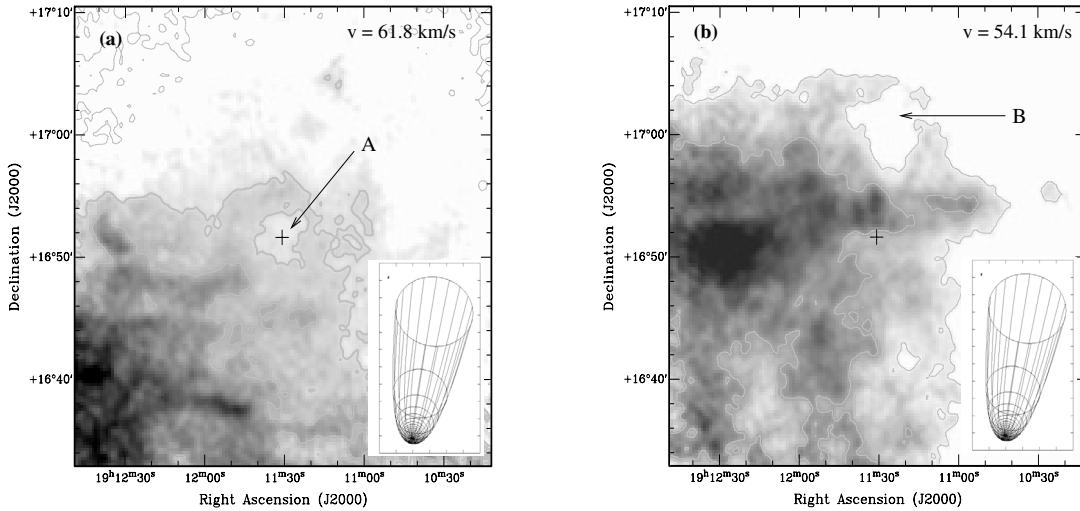 (a)
v = 61.8 km/s
A
+17°10′
+17°00′
+16°50′
+16°40′
Declination (J2000)
19ʰ12ᵐ30ˢ
12ᵐ00ˢ
11ᵐ30ˢ
11ᵐ00ˢ
10ᵐ30ˢ
Right Ascension (J2000)
(b)
v = 54.1 km/s
B
+17°10′
+17°00′
+16°50′
+16°40′
Declination (J2000)
19ʰ12ᵐ30ˢ
12ᵐ00ˢ
11ᵐ30ˢ
11ᵐ00ˢ
10ᵐ30ˢ
Right Ascension (J2000)